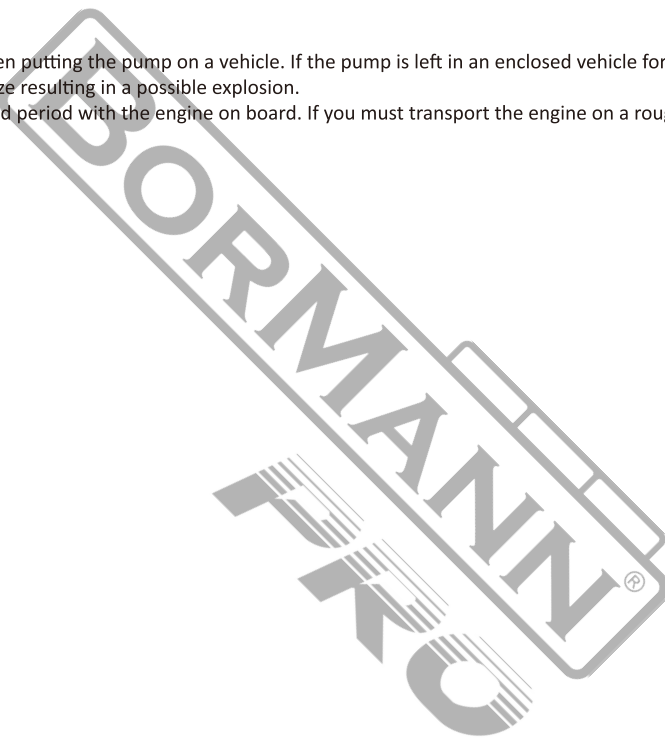 en putting the pump on a vehicle. If the pump is left in an enclosed vehicle for
ze resulting in a possible explosion.
d period with the engine on board. If you must transport the engine on a roug
BORMANN
®
PRO